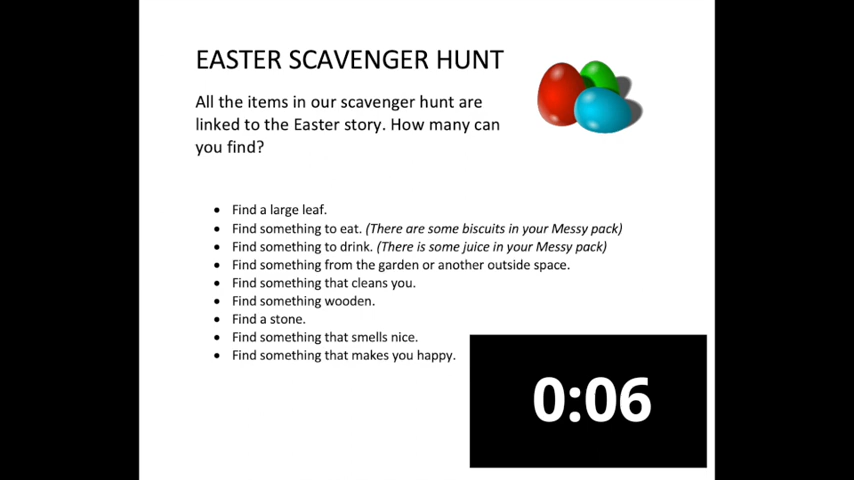 EASTER SCAVENGER HUNT
All the items in our scavenger hunt are
linked to the Easter story. How many can
you find?
• Find a large leaf.
• Find something to eat. (There are some biscuits in your Messy pack)
• Find something to drink. (There is some juice in your Messy pack)
• Find something from the garden or another outside space.
• Find something that cleans you.
• Find something wooden.
• Find a stone.
• Find something that smells nice.
• Find something that makes you happy.
0:06